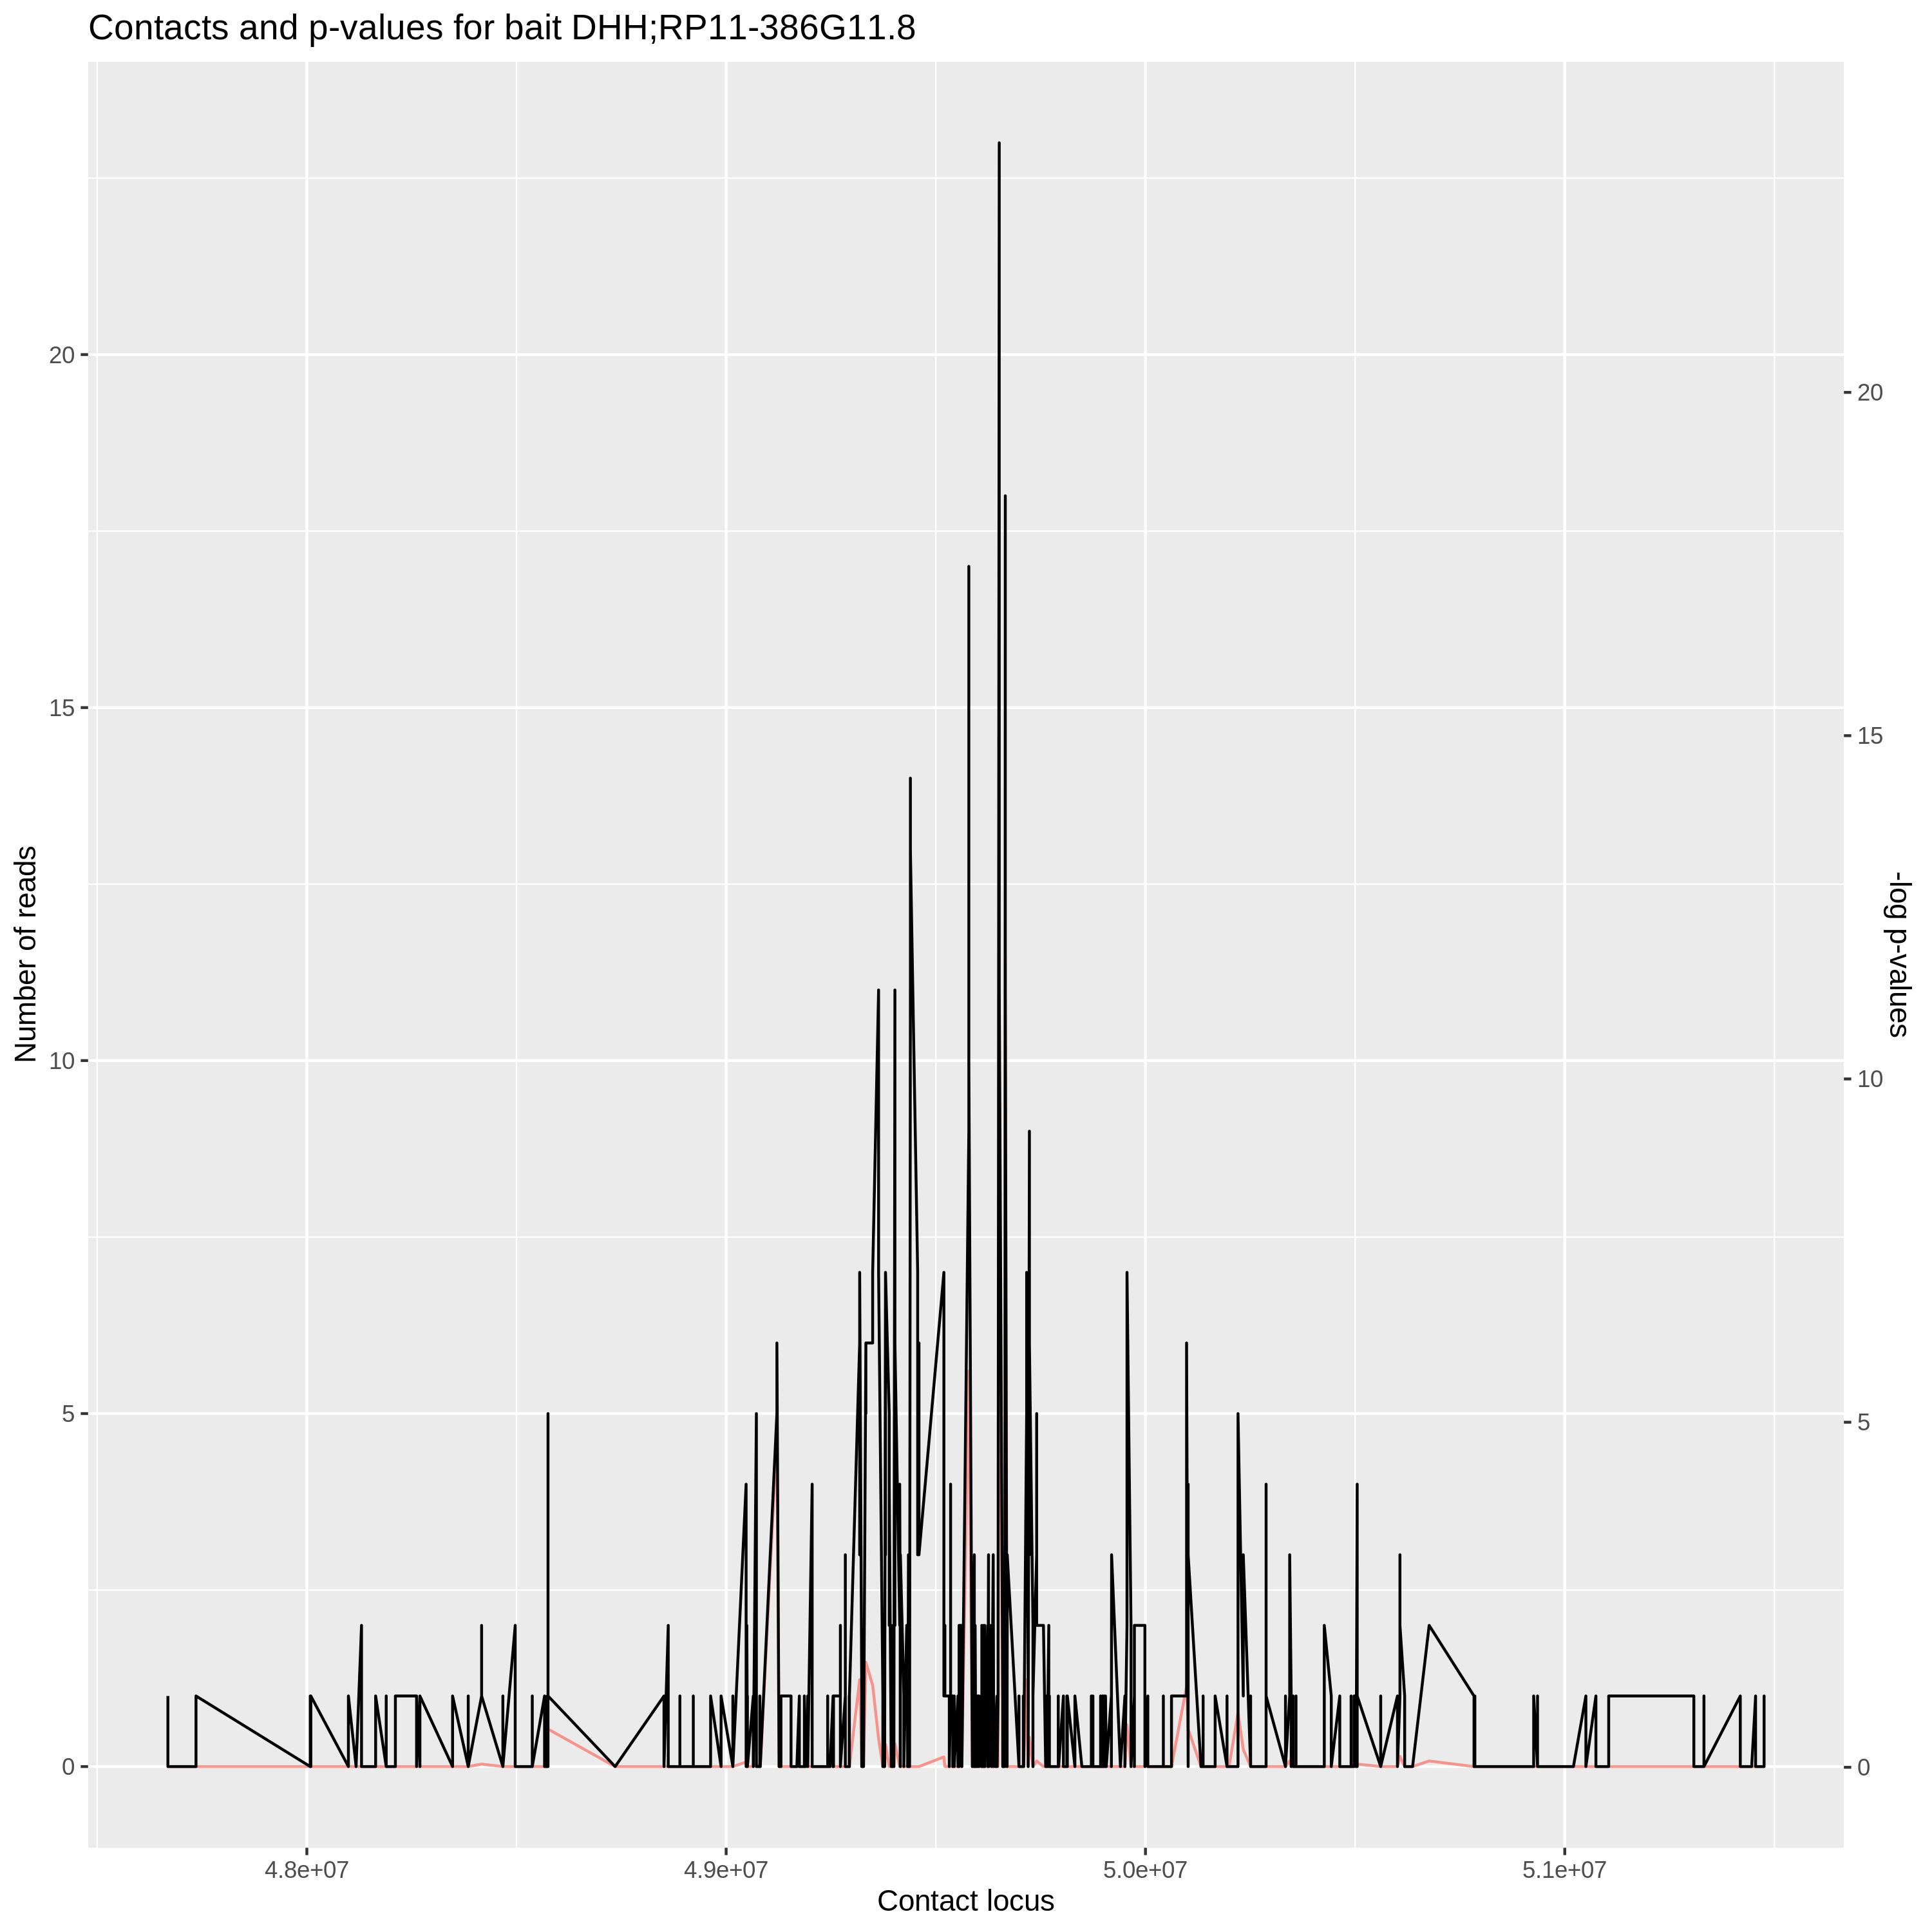 Contacts and p-values for bait DHH;RP11-386G11.8
20
15
10
5
0
Number of reads
20
15
10
5
0
-log p-values
4.8e+07
4.9e+07
5.0e+07
5.1e+07
Contact locus